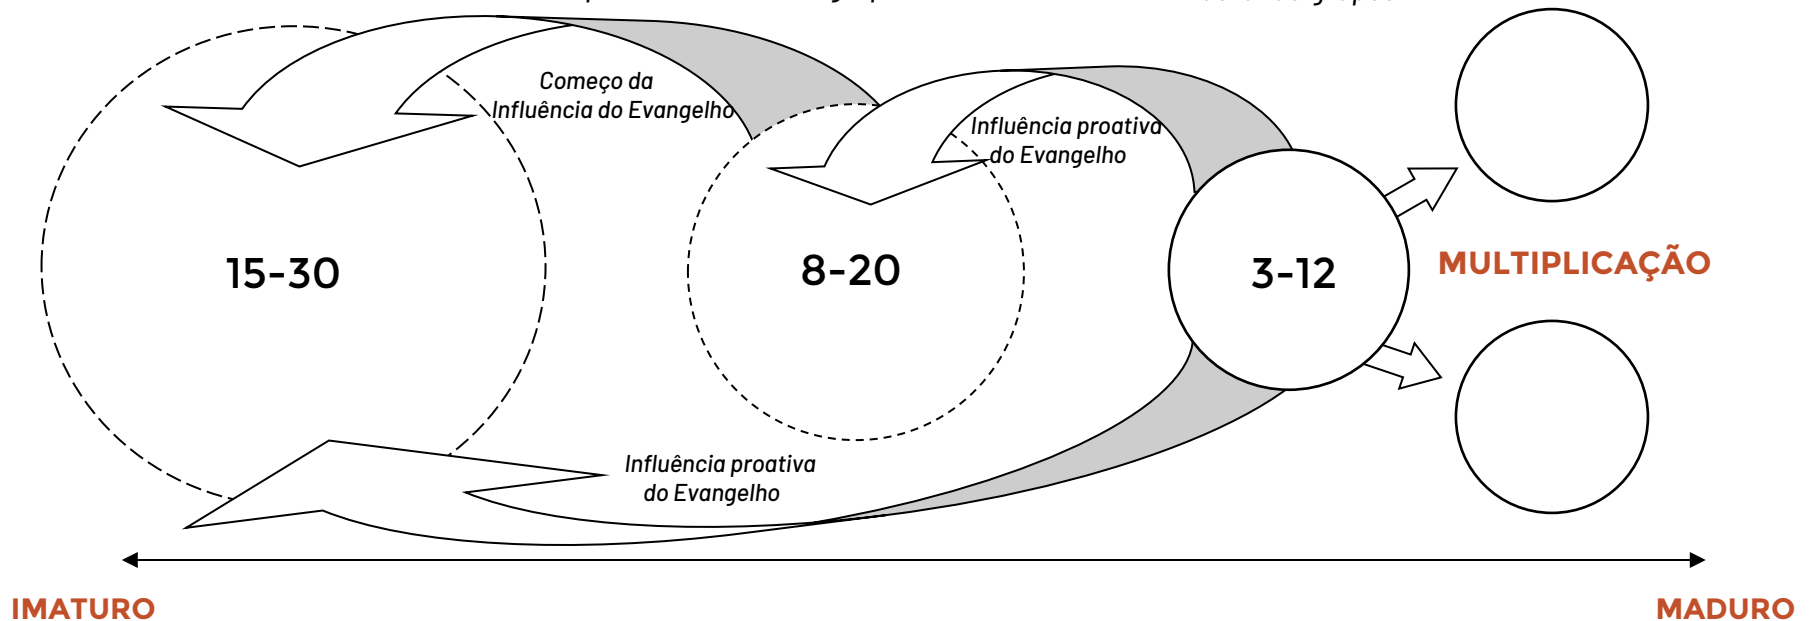 Começo da
Influência do Evangelho
Influência proativa
do Evangelho
15-30
8-20
3-12
MULTIPLICAÇÃO
Influência proativa
do Evangelho
IMATURO
MADURO